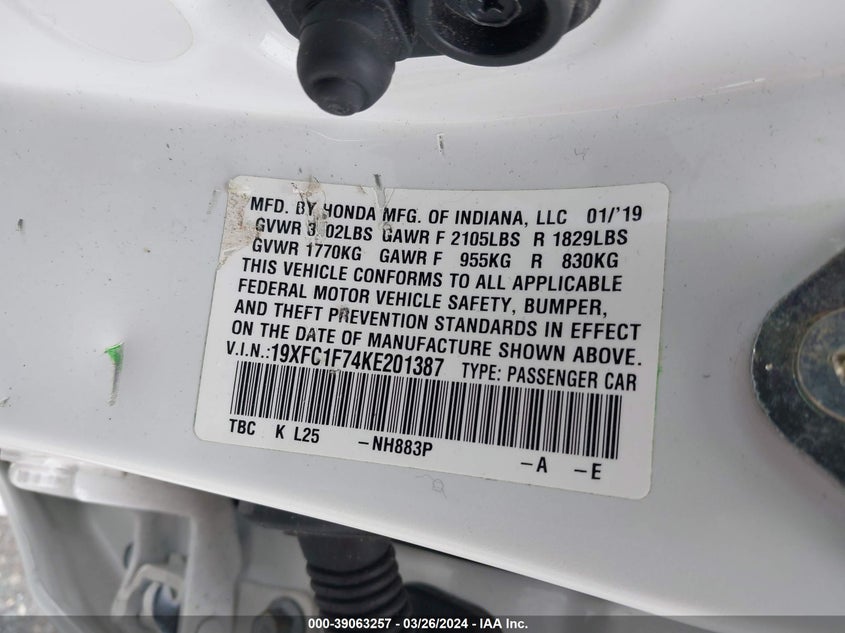 MFD. BY HONDA MFG. OF INDIANA, LLC 01/'19
GVWR 3902LBS GAWR F 2105LBS R 1829LBS
GVWR 1770KG GAWR F 955KG R 830KG
THIS VEHICLE CONFORMS TO ALL APPLICABLE
FEDERAL MOTOR VEHICLE SAFETY, BUMPER,
AND THEFT PREVENTION STANDARDS IN EFFECT
ON THE DATE OF MANUFACTURE SHOWN ABOVE.
V.I.N.:19XFC1F74KE201387 TYPE: PASSENGER CAR
TBC K L25 -NH883P -A -E
000-39063257 - 03/26/2024 - IAA Inc.